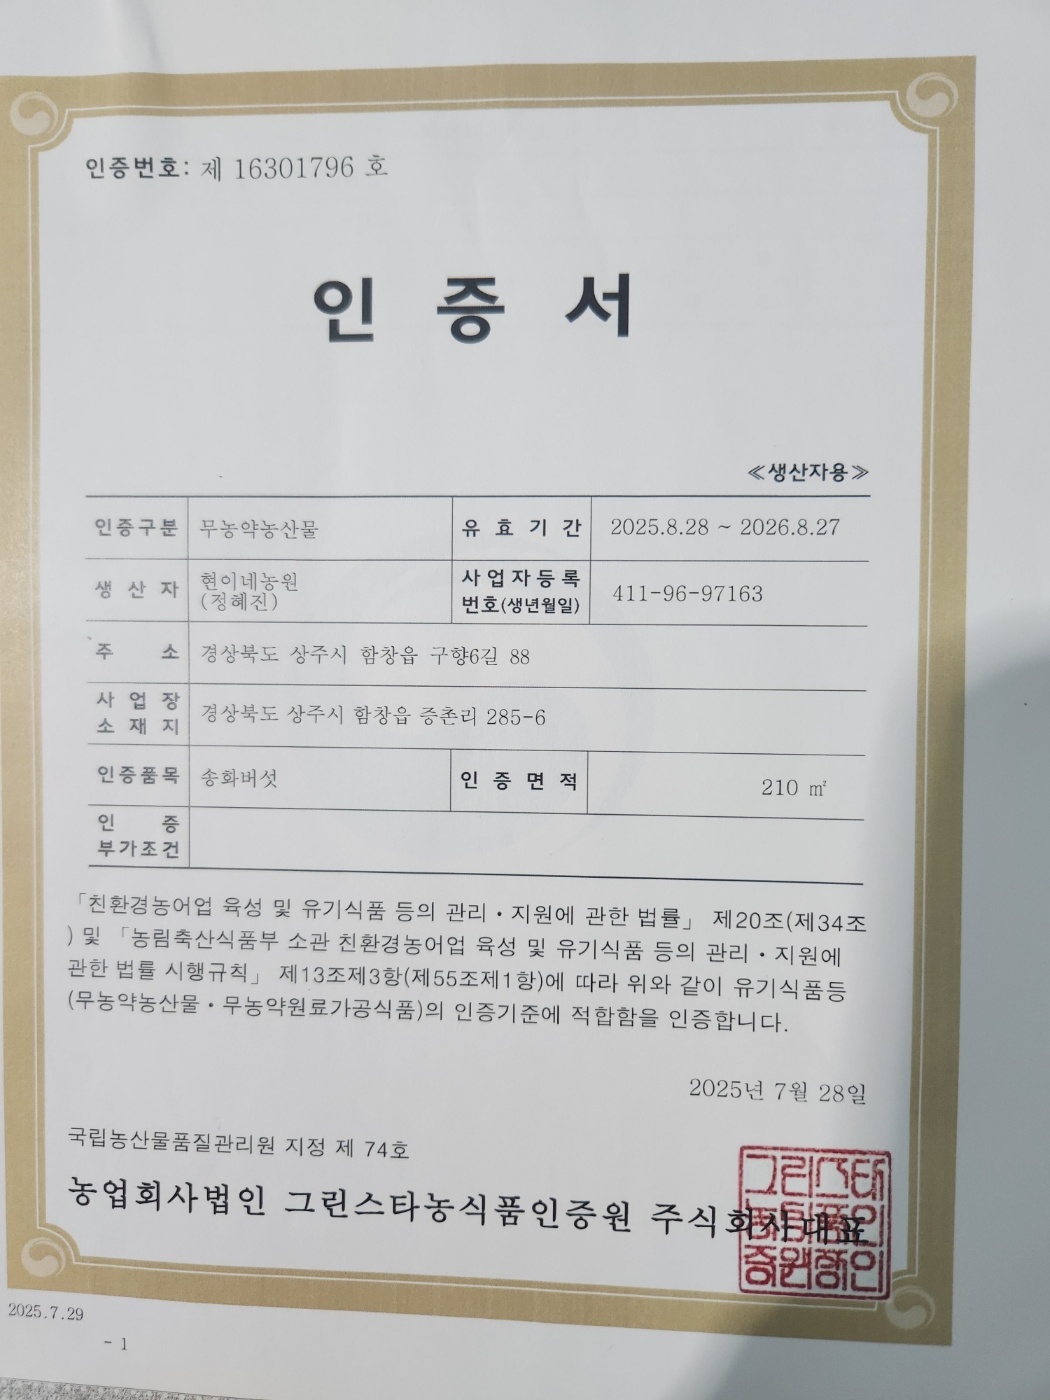 인증번호: 제 16301796 호
인 증 서
≪생산자용≫
인증구분 무농약농산물 유 효 기 간 2025.8.28 ~ 2026.8.27
생 산 자 현이네농원 (정혜진) 사업자등록 번호(생년월일) 411-96-97163
주 소 경상북도 상주시 함창읍 구향6길 88
사 업 장 소 재 지 경상북도 상주시 함창읍 증촌리 285-6
인증품목 송화버섯 인 증 면 적 210 ㎡
인 증 부가조건
「친환경농어업 육성 및 유기식품 등의 관리・지원에 관한 법률」 제20조(제34조
) 및 「농림축산식품부 소관 친환경농어업 육성 및 유기식품 등의 관리・지원에
관한 법률 시행규칙」 제13조제3항(제55조제1항)에 따라 위와 같이 유기식품등
(무농약농산물・무농약원료가공식품)의 인증기준에 적합함을 인증합니다.
2025년 7월 28일
국립농산물품질관리원 지정 제 74호
농업회사법인 그린스타농식품인증원 주식회사대표
그린스타
농식품인
증원장인
2025.7.29
- 1